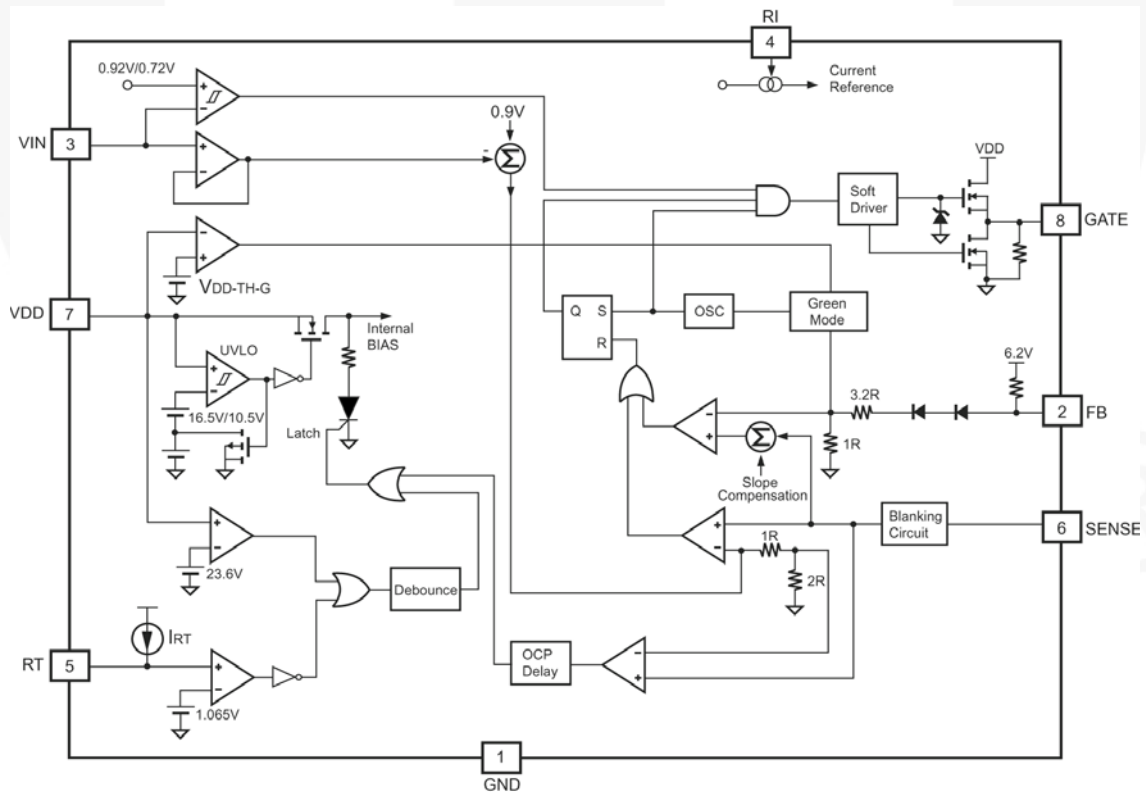 RI
4
Current
Reference
0.92V/0.72V
+
-
VIN
3
+
-
0.9V
-
Σ
VDD
Soft
Driver
8
GATE
-
+
VDD-TH-G
VDD
7
Internal
BIAS
Q
S
R
OSC
Green
Mode
UVLO
+
-
16.5V/10.5V
6.2V
3.2R
2
FB
-
+
Σ
1R
Latch
Slope
Compensation
+
-
Blanking
Circuit
6
SENSE
1R
2R
+
-
23.6V
Debounce
IRT
RT
5
+
-
1.065V
OCP
Delay
-
+
1
GND